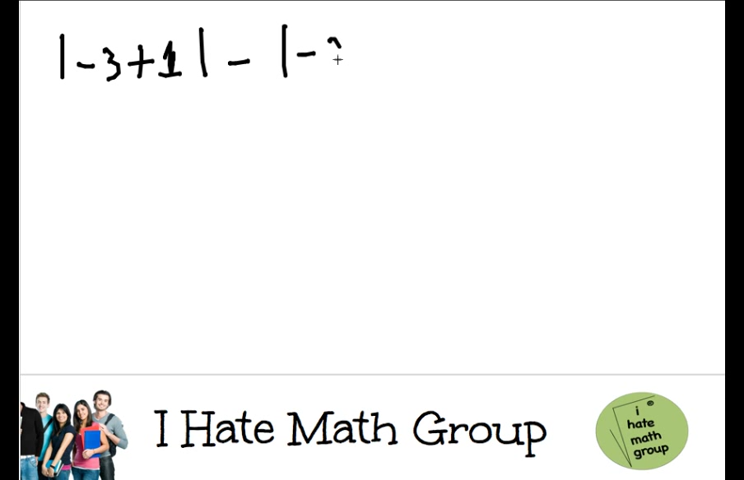 |-3+1| - |-
I Hate Math Group
i
hate
math
group